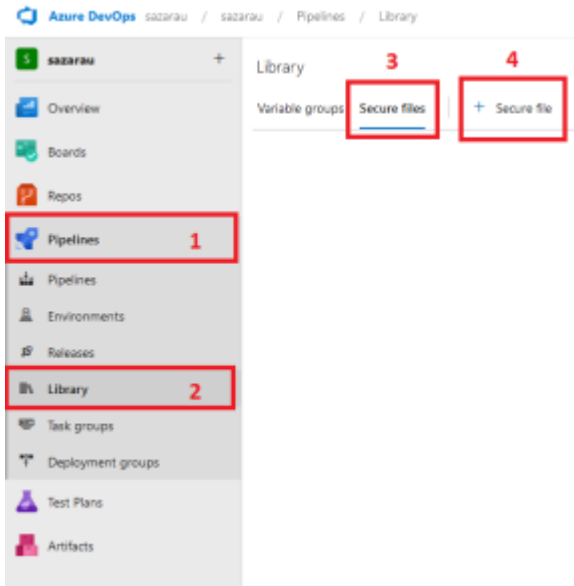 Azure DevOps sazarau / sazarau / Pipelines / Library
S sazarau +
Library
3
4
Variable groups Secure files + Secure file
Overview
Boards
Repos
Pipelines 1
Pipelines
Environments
Releases
Library 2
Task groups
Deployment groups
Test Plans
Artifacts